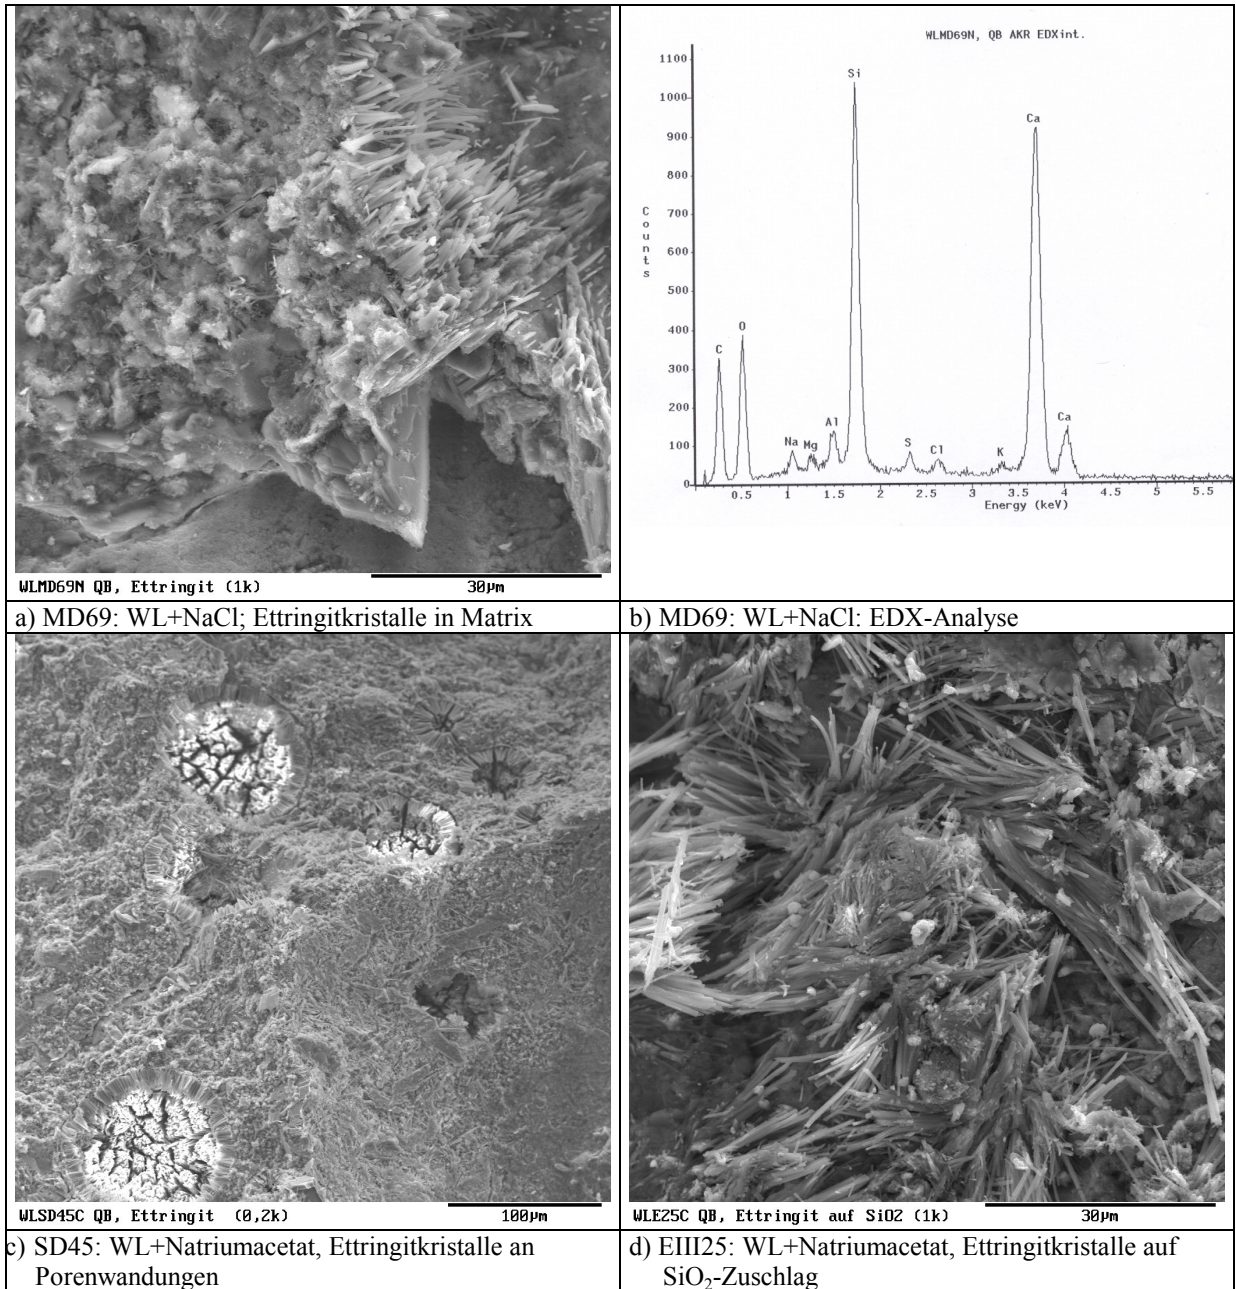 WLMD69N QB, Ettringit (1k) 30µm
a) MD69: WL+NaCl; Ettringitkristalle in Matrix
WLMD69N, QB AKR EDXint.
1100
1000
900
800
700
600
500
400
300
200
100
0
Counts
C
O
Na
Mg
Al
Si
S
Cl
K
Ca
Ca
0.5 1 1.5 2 2.5 3 3.5 4 4.5 5 5.5
Energy (keV)
b) MD69: WL+NaCl: EDX-Analyse
WLSD45C QB, Ettringit (0,2k) 100µm
c) SD45: WL+Natriumacetat, Ettringitkristalle an
Porenwandungen
WLE25C QB, Ettringit auf SiO2 (1k) 30µm
d) EIII25: WL+Natriumacetat, Ettringitkristalle auf
SiO₂-Zuschlag